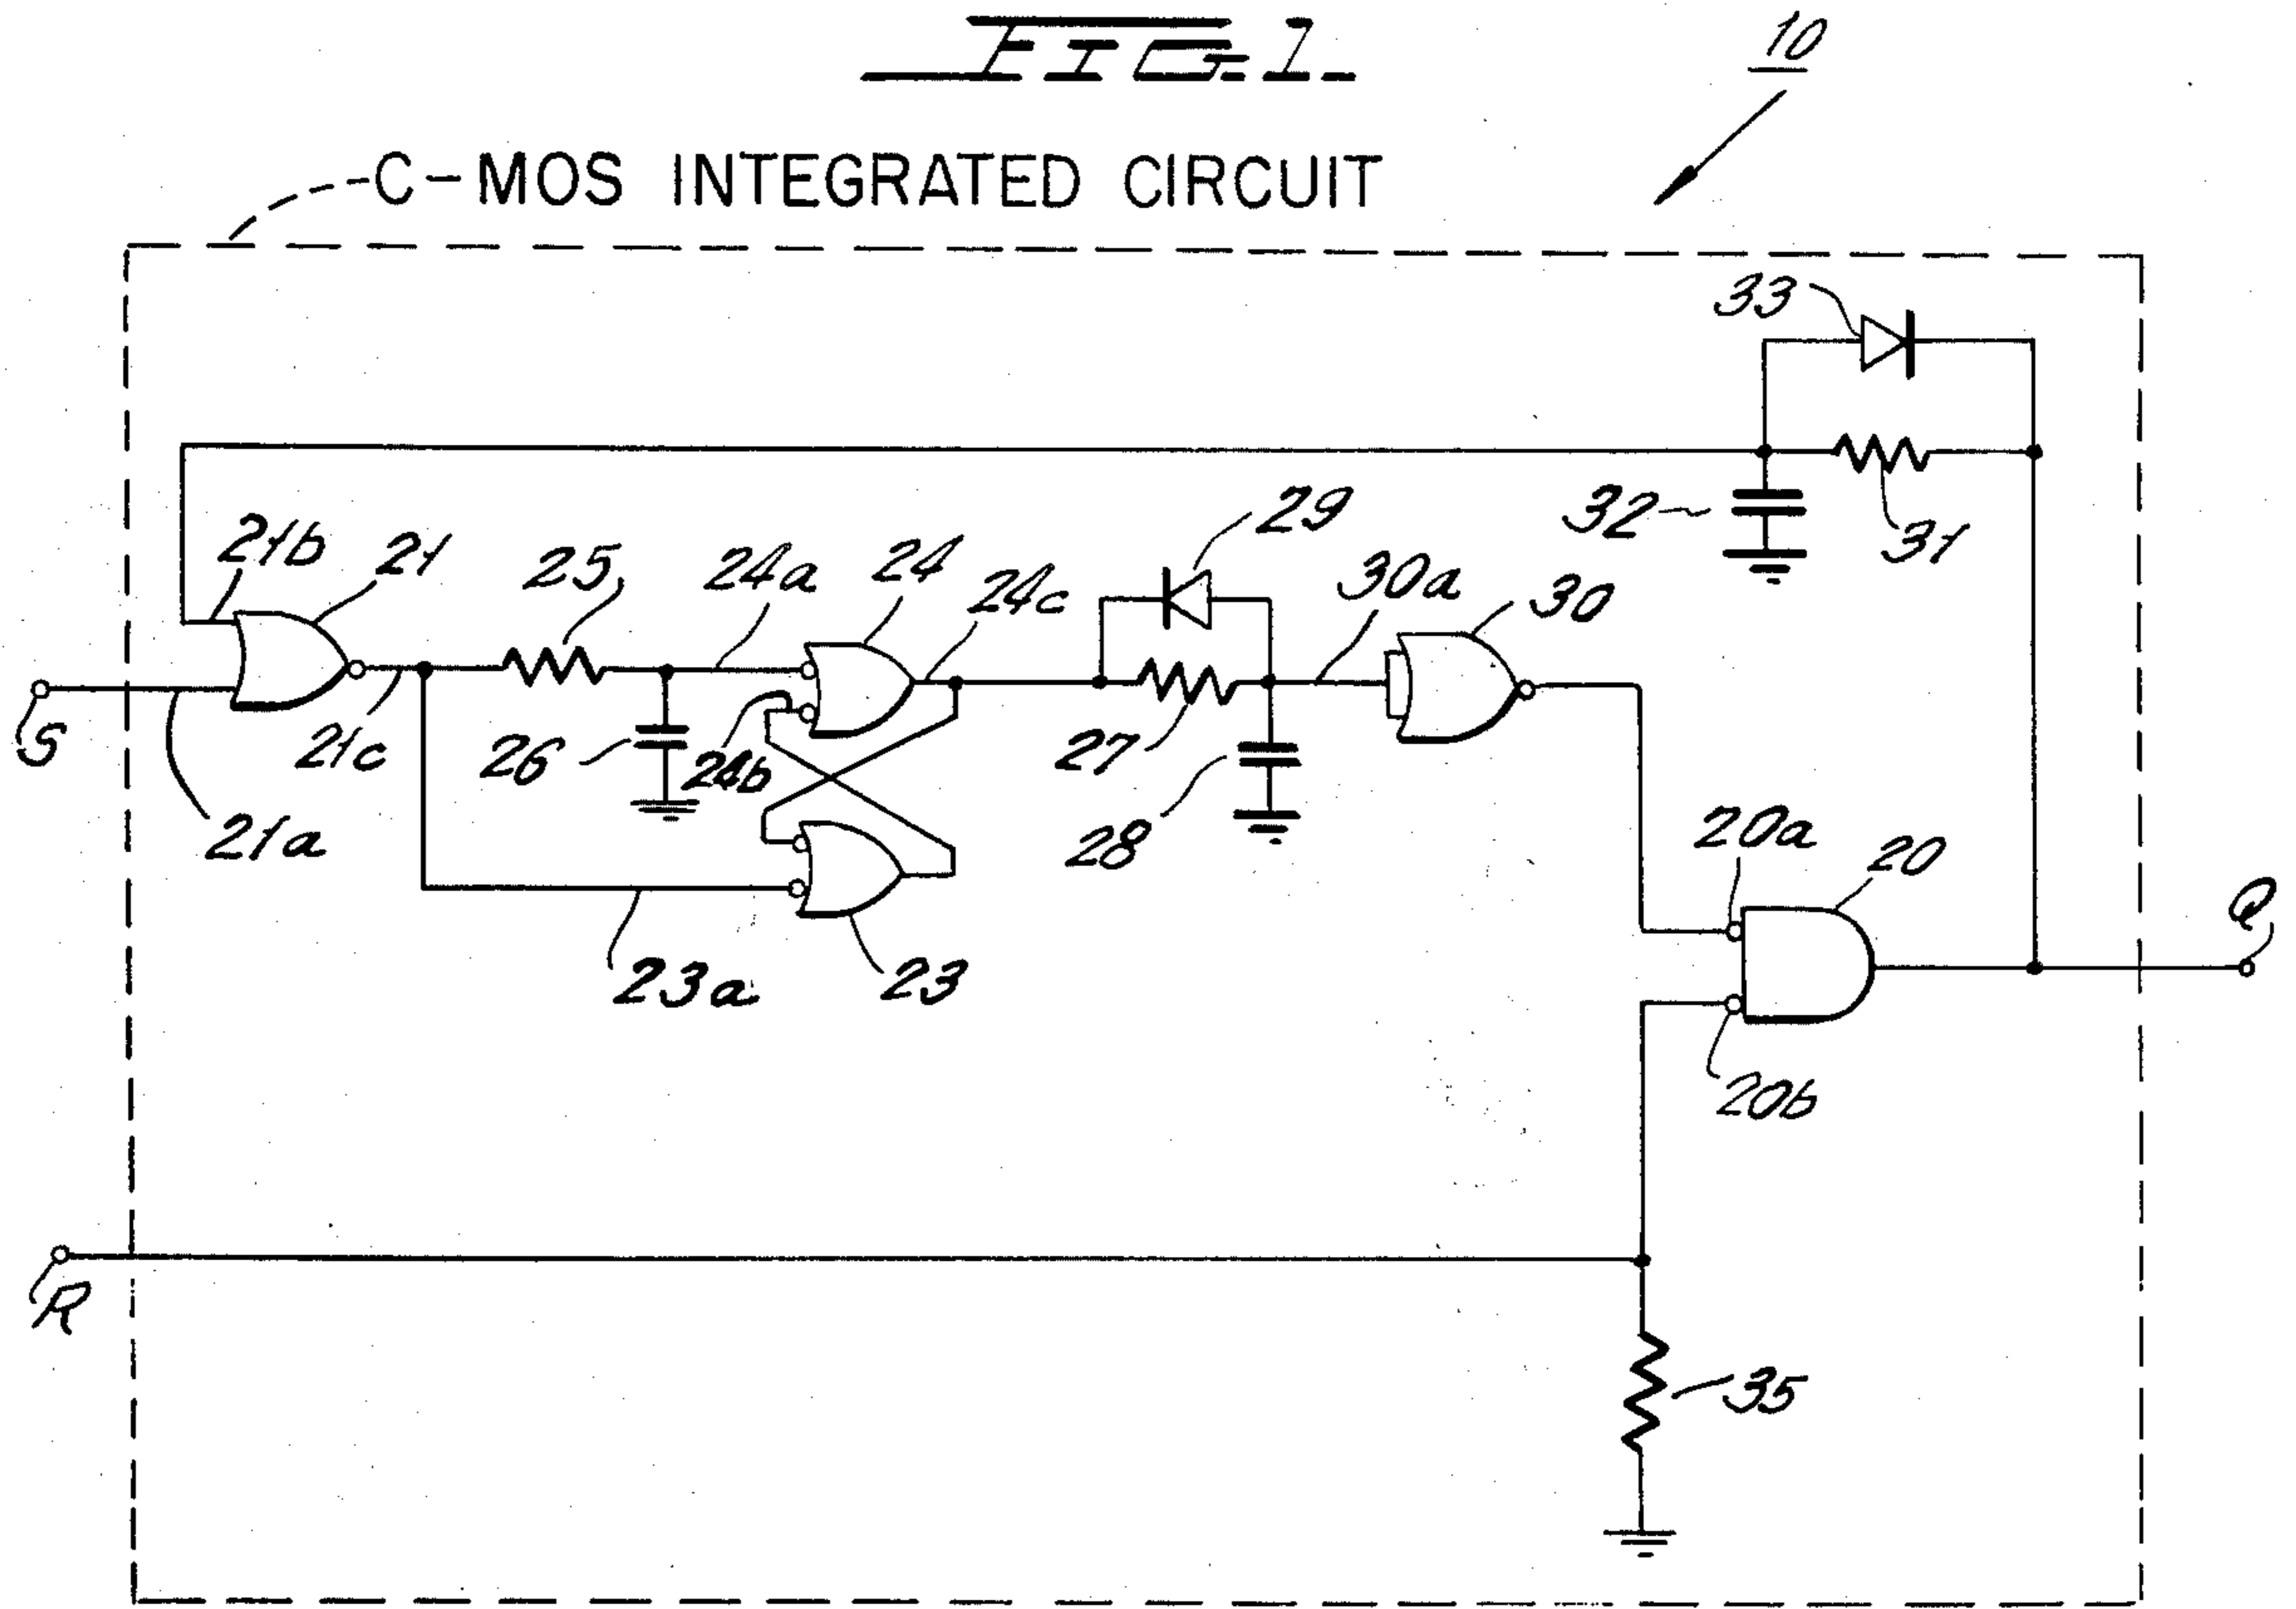 FIG. 1.
10
C-MOS INTEGRATED CIRCUIT
33
32
31
29
21b
21
25
24a
24
24c
30a
30
S
21c
26
24b
27
21a
28
20a
20
Q
23a
23
20b
R
35